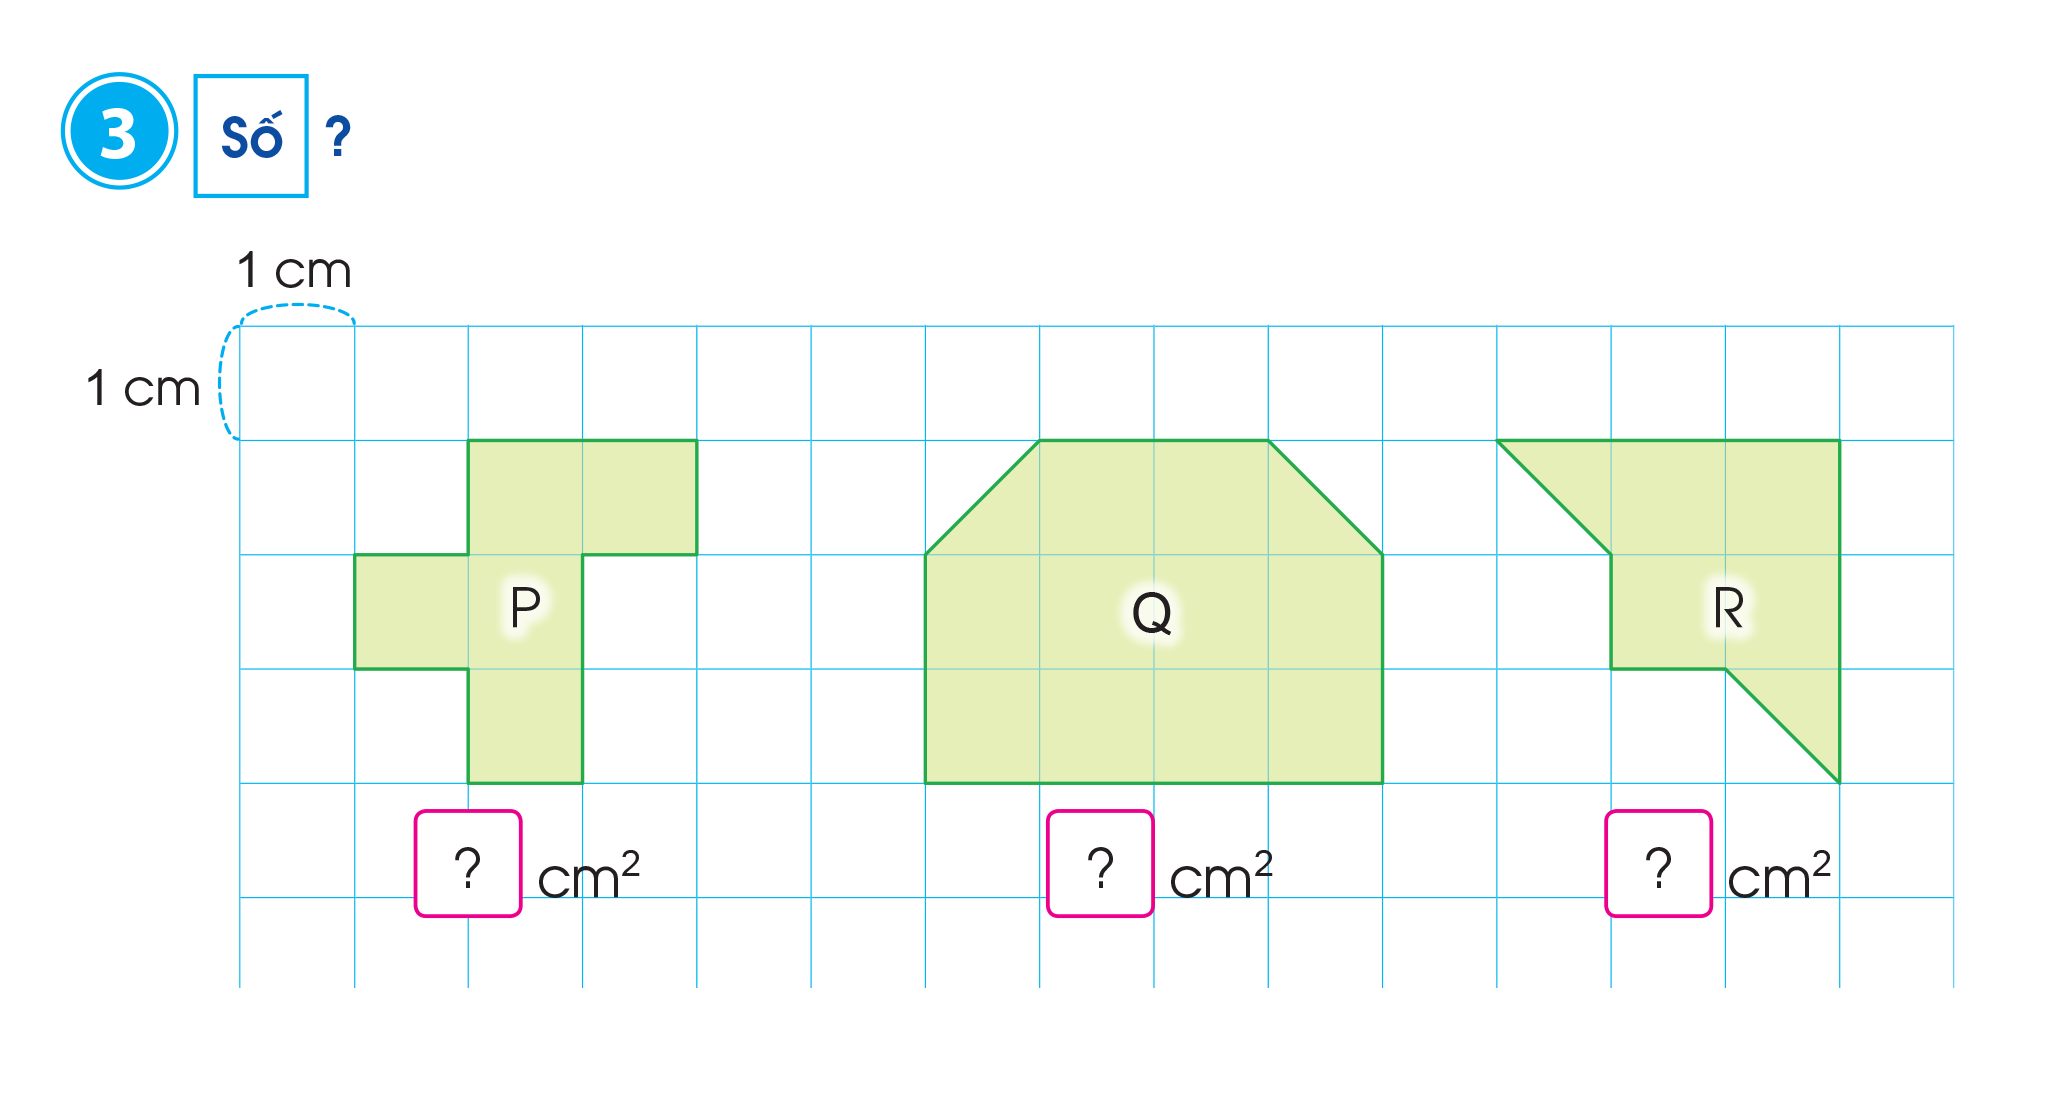 3 Số ?
1 cm
1 cm
P Q R
? cm² ? cm² ? cm²